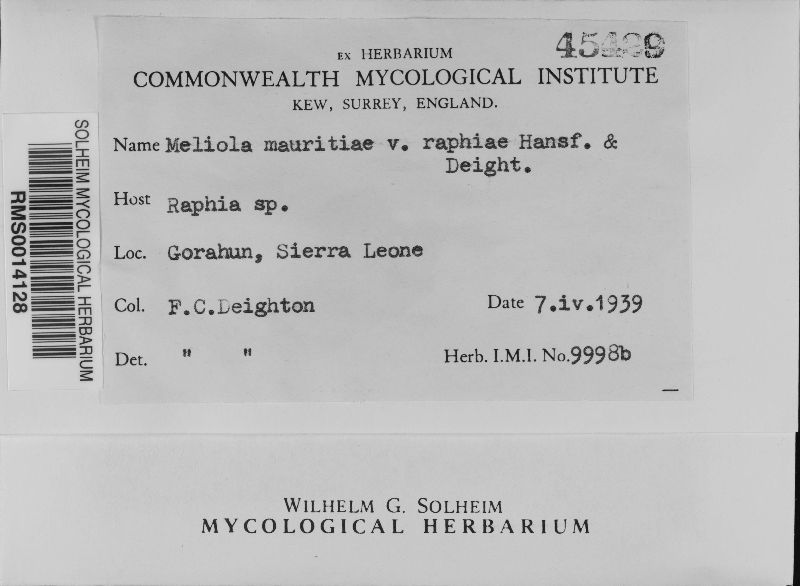 45489
EX HERBARIUM
COMMONWEALTH MYCOLOGICAL INSTITUTE
KEW, SURREY, ENGLAND.
Name Meliola mauritiae v. raphiae Hansf. &
Deight.
Host Raphia sp.
Loc. Gorahun, Sierra Leone
Col. F.C.Deighton Date 7.iv.1939
Det. " " Herb. I.M.I. No.9998b
SOLHEIM MYCOLOGICAL HERBARIUM
RMS0014128
WILHELM G. SOLHEIM
MYCOLOGICAL HERBARIUM